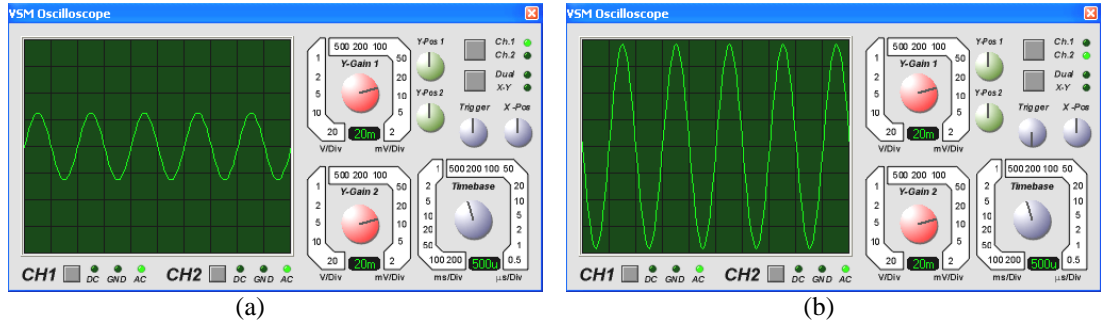 VSM Oscilloscope
500 200 100
Y-Gain 1
1
2
5
10
20
50
20
10
5
2
20m
V/Div
mV/Div
Y-Pos 1
Y-Pos 2
Ch.1
Ch.2
Dual
X-Y
Trigger
X-Pos
500 200 100
Y-Gain 2
1
2
5
10
20
50
20
10
5
2
20m
V/Div
mV/Div
1
500 200 100 50
Timebase
2
5
10
20
50
100 200
20
10
5
2
1
0.5
500u
ms/Div
µs/Div
CH1
DC GND AC
CH2
DC GND AC
(a)
VSM Oscilloscope
500 200 100
Y-Gain 1
1
2
5
10
20
50
20
10
5
2
20m
V/Div
mV/Div
Y-Pos 1
Y-Pos 2
Ch.1
Ch.2
Dual
X-Y
Trigger
X-Pos
500 200 100
Y-Gain 2
1
2
5
10
20
50
20
10
5
2
20m
V/Div
mV/Div
1
500 200 100 50
Timebase
2
5
10
20
50
100 200
20
10
5
2
1
0.5
500u
ms/Div
µs/Div
CH1
DC GND AC
CH2
DC GND AC
(b)